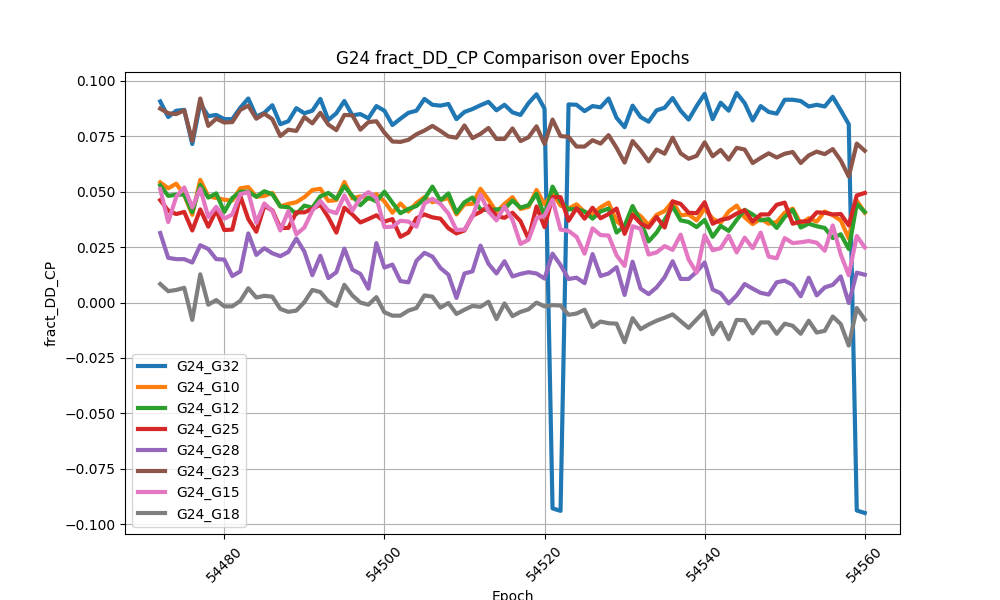 G24 fract_DD_CP Comparison over Epochs
fract_DD_CP
0.100
0.075
0.050
0.025
0.000
−0.025
−0.050
−0.075
−0.100
G24_G32
G24_G10
G24_G12
G24_G25
G24_G28
G24_G23
G24_G15
G24_G18
54480
54500
54520
54540
54560
Epoch